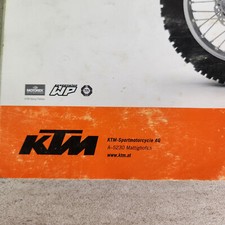 WP
KTM
KTM-Sportmotorcycle AG
A-5230 Mattighofen
www.ktm.at